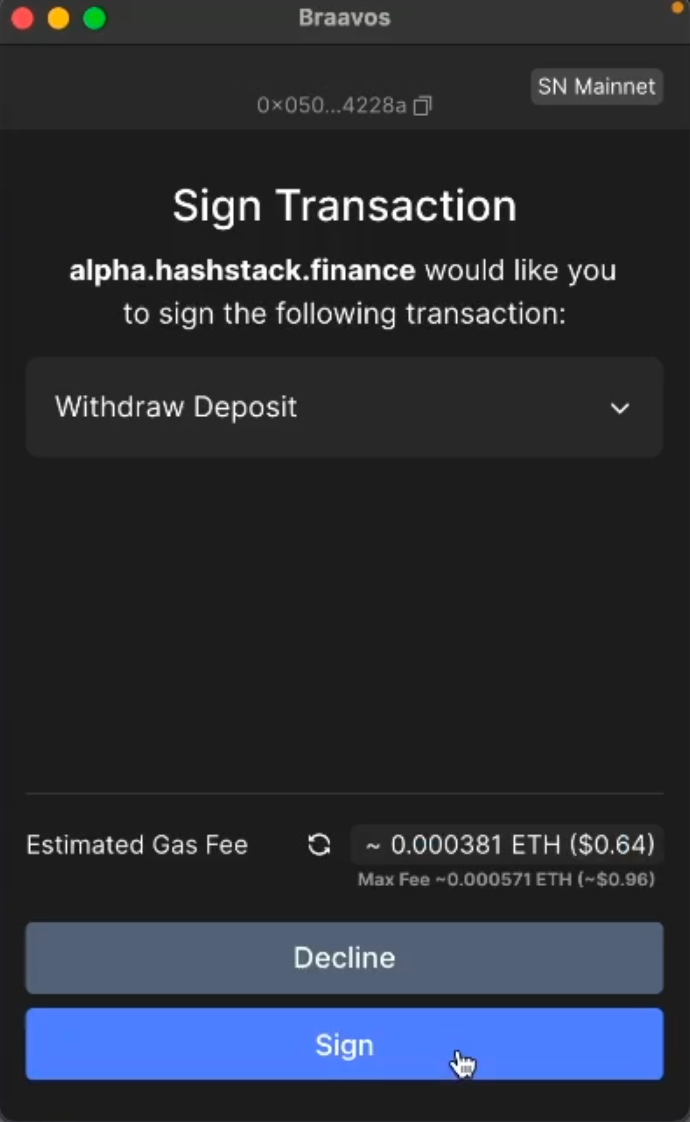 Braavos
SN Mainnet
0×050...4228a
Sign Transaction
alpha.hashstack.finance would like you
to sign the following transaction:
Withdraw Deposit
Estimated Gas Fee ~ 0.000381 ETH ($0.64)
Max Fee ~0.000571 ETH (~$0.96)
Decline
Sign